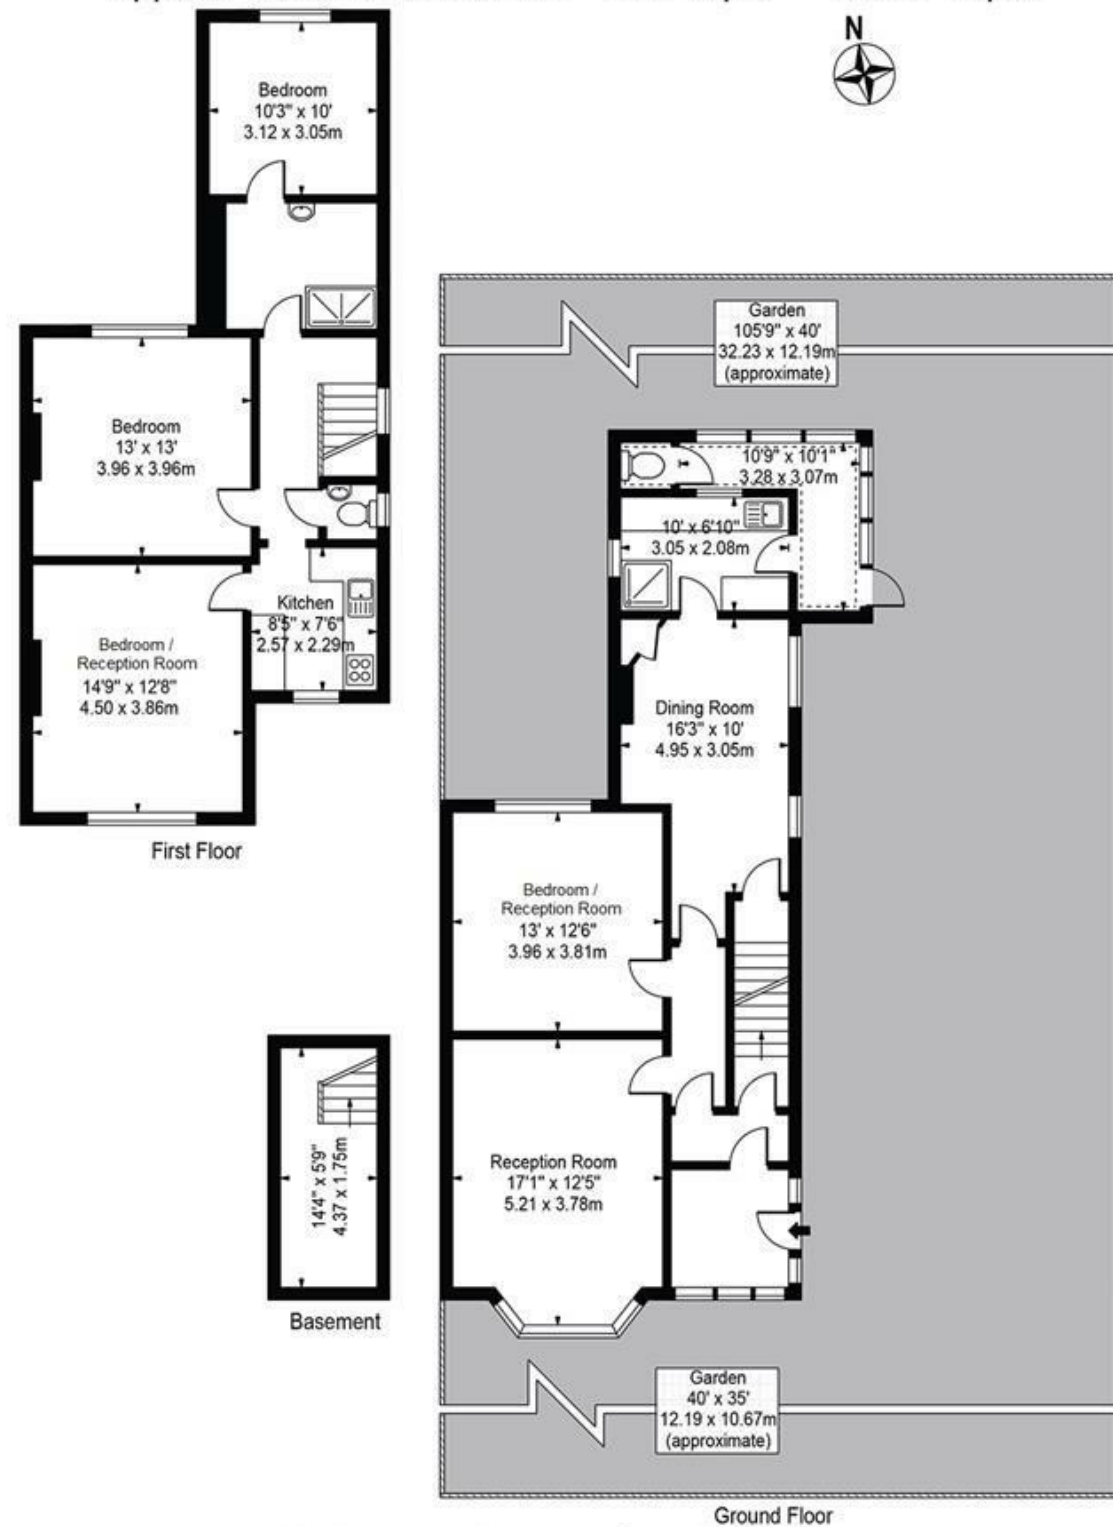 N
Bedroom
10'3" x 10'
3.12 x 3.05m
Bedroom
13' x 13'
3.96 x 3.96m
Kitchen
8'5" x 7'6"
2.57 x 2.29m
Bedroom /
Reception Room
14'9" x 12'8"
4.50 x 3.86m
First Floor
Garden
105'9" x 40'
32.23 x 12.19m
(approximate)
10'9" x 10'1"
3.28 x 3.07m
10' x 6'10"
3.05 x 2.08m
Dining Room
16'3" x 10'
4.95 x 3.05m
Bedroom /
Reception Room
13' x 12'6"
3.96 x 3.81m
Reception Room
17'1" x 12'5"
5.21 x 3.78m
14'4" x 5'9"
4.37 x 1.75m
Basement
Garden
40' x 35'
12.19 x 10.67m
(approximate)
Ground Floor